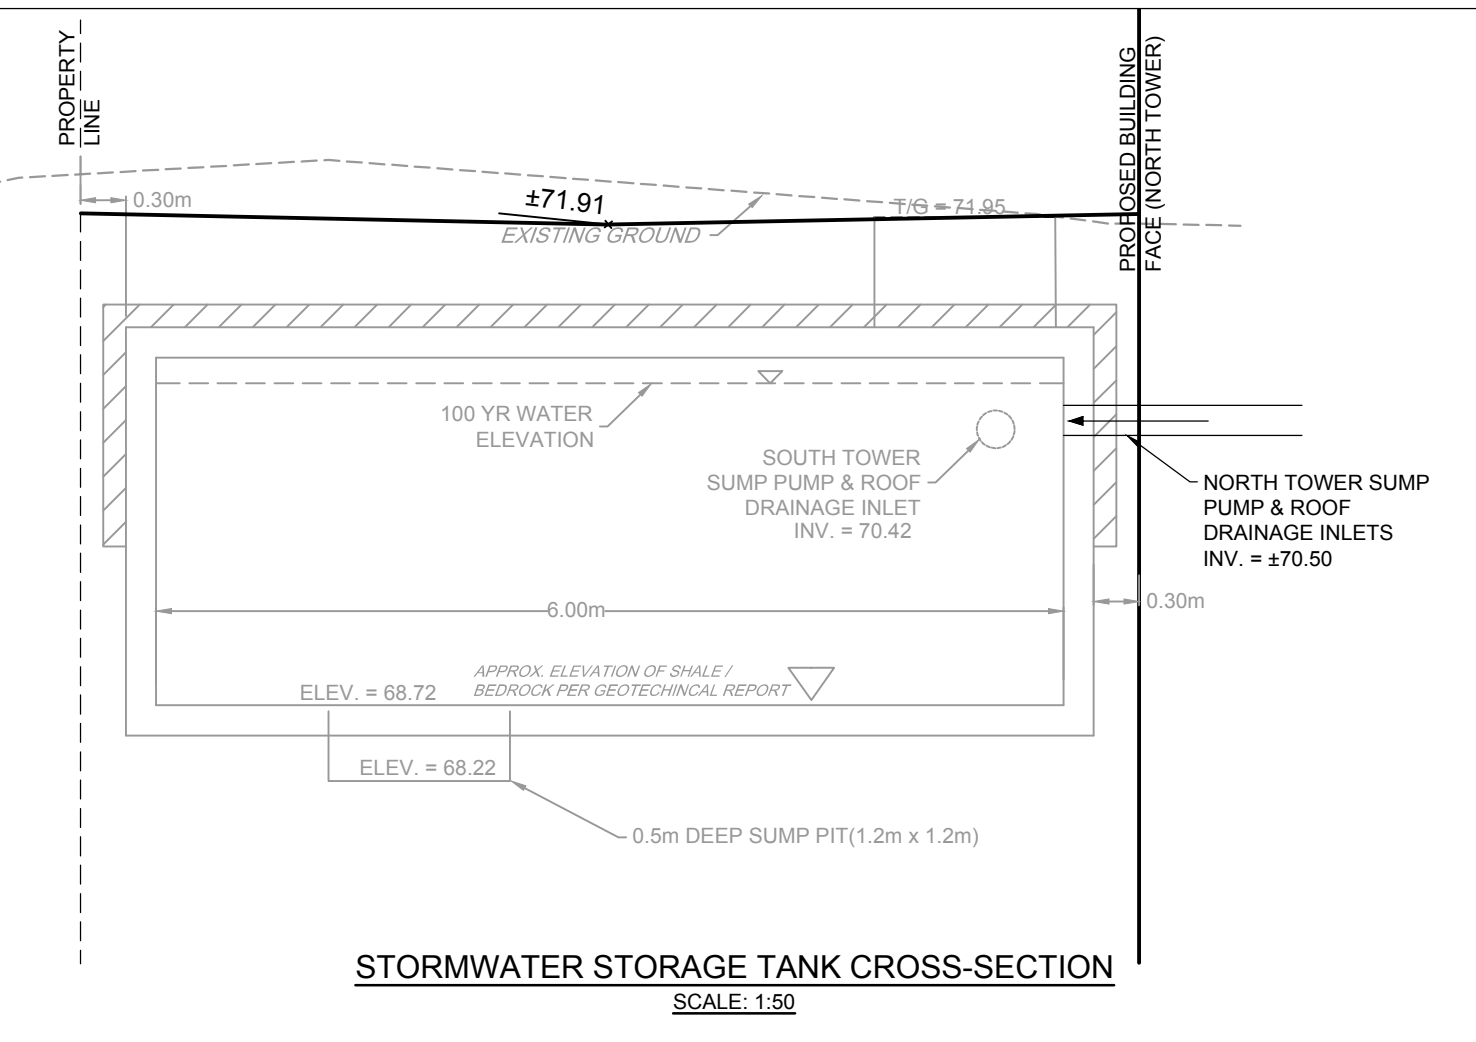 PROPERTY
LINE
PROPOSED BUILDING
FACE (NORTH TOWER)
0.30m
±71.91
T/G = 71.95
EXISTING GROUND
100 YR WATER
ELEVATION
SOUTH TOWER
SUMP PUMP & ROOF
DRAINAGE INLET
INV. = 70.42
NORTH TOWER SUMP
PUMP & ROOF
DRAINAGE INLETS
INV. = ±70.50
6.00m
0.30m
APPROX. ELEVATION OF SHALE /
BEDROCK PER GEOTECHINCAL REPORT
ELEV. = 68.72
ELEV. = 68.22
0.5m DEEP SUMP PIT(1.2m x 1.2m)
STORMWATER STORAGE TANK CROSS-SECTION
SCALE: 1:50